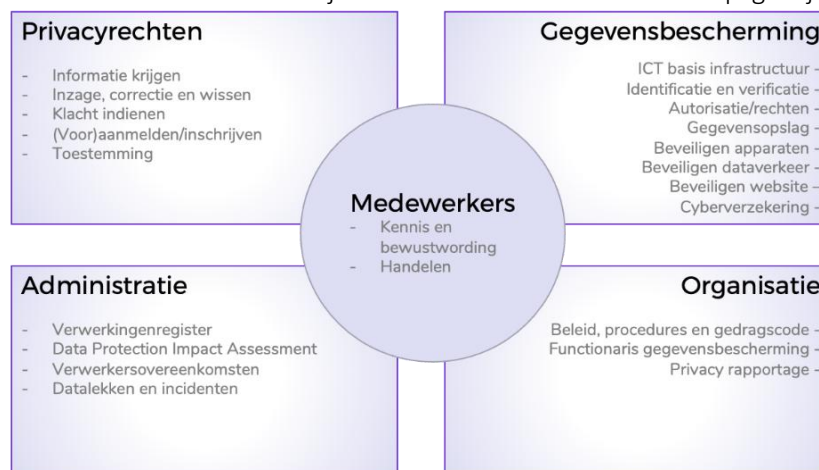 Privacyrechten
- Informatie krijgen
- Inzage, correctie en wissen
- Klacht indienen
- (Voor)aanmelden/inschrijven
- Toestemming
Gegevensbescherming
ICT basis infrastructuur -
Identificatie en verificatie -
Autorisatie/rechten -
Gegevensopslag -
Beveiligen apparaten -
Beveiligen dataverkeer -
Beveiligen website -
Cyberverzekering -
Medewerkers
- Kennis en
bewustwording
- Handelen
Administratie
- Verwerkingenregister
- Data Protection Impact Assessment
- Verwerkersovereenkomsten
- Datalekken en incidenten
Organisatie
Beleid, procedures en gedragscode -
Functionaris gegevensbescherming -
Privacy rapportage -